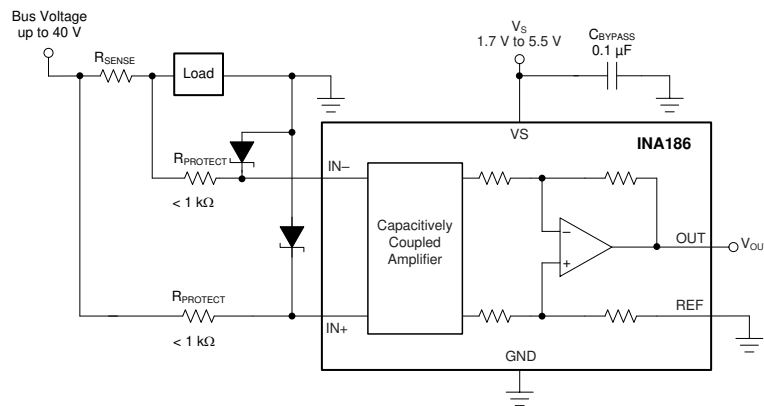 Bus Voltage
up to 40 V
RSENSE
Load
VS
1.7 V to 5.5 V
CBYPASS
0.1 µF
VS
INA186
RPROTECT
< 1 kΩ
IN–
Capacitively
Coupled
Amplifier
–
+
OUT
VOU
RPROTECT
< 1 kΩ
IN+
REF
GND